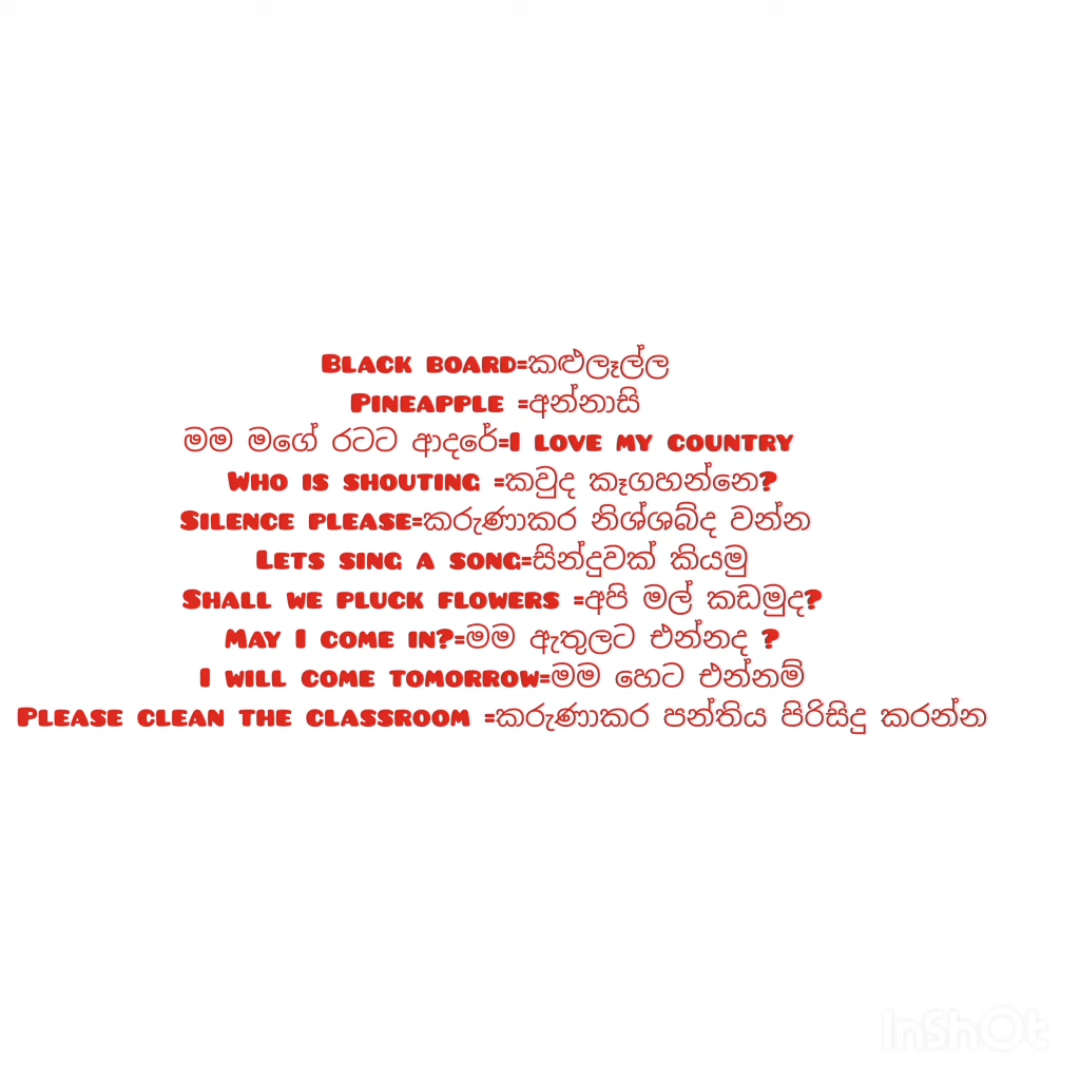 Black board=කළුලෑල්ල
Pineapple =අන්නාසි
මම මගේ රටට ආදරේ=I love my country
Who is shouting =කවුද කෑගහන්නෙ?
Silence please=කරුණාකර නිශ්ශබ්ද වන්න
Lets sing a song=සින්දුවක් කියමු
Shall we pluck flowers =අපි මල් කඩමුද?
May I come in?=මම ඇතුලට එන්නද ?
I will come tomorrow=මම හෙට එන්නම්
Please clean the classroom =කරුණාකර පන්තිය පිරිසිදු කරන්න
InShOt